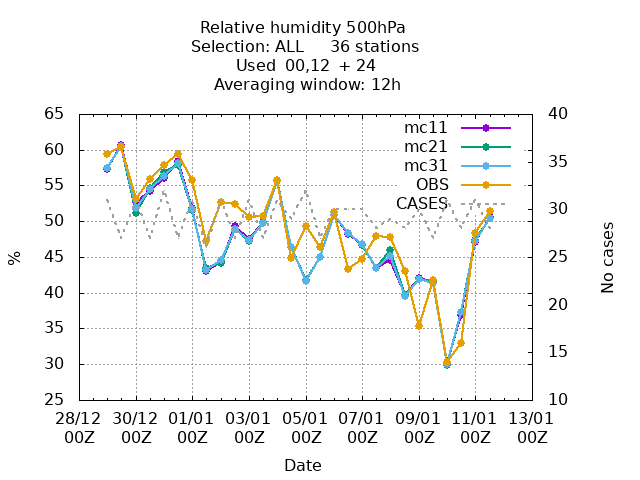 Relative humidity 500hPa
Selection: ALL     36 stations
Used  00,12  + 24
Averaging window: 12h
65 40
mc11
mc21
60 35
mc31
OBS
55
CASES
50 30
%
No cases
45 25
40
20
35
15
30
25 10
28/12 30/12 01/01 03/01 05/01 07/01 09/01 11/01 13/01
00Z 00Z 00Z 00Z 00Z 00Z 00Z 00Z 00Z
Date